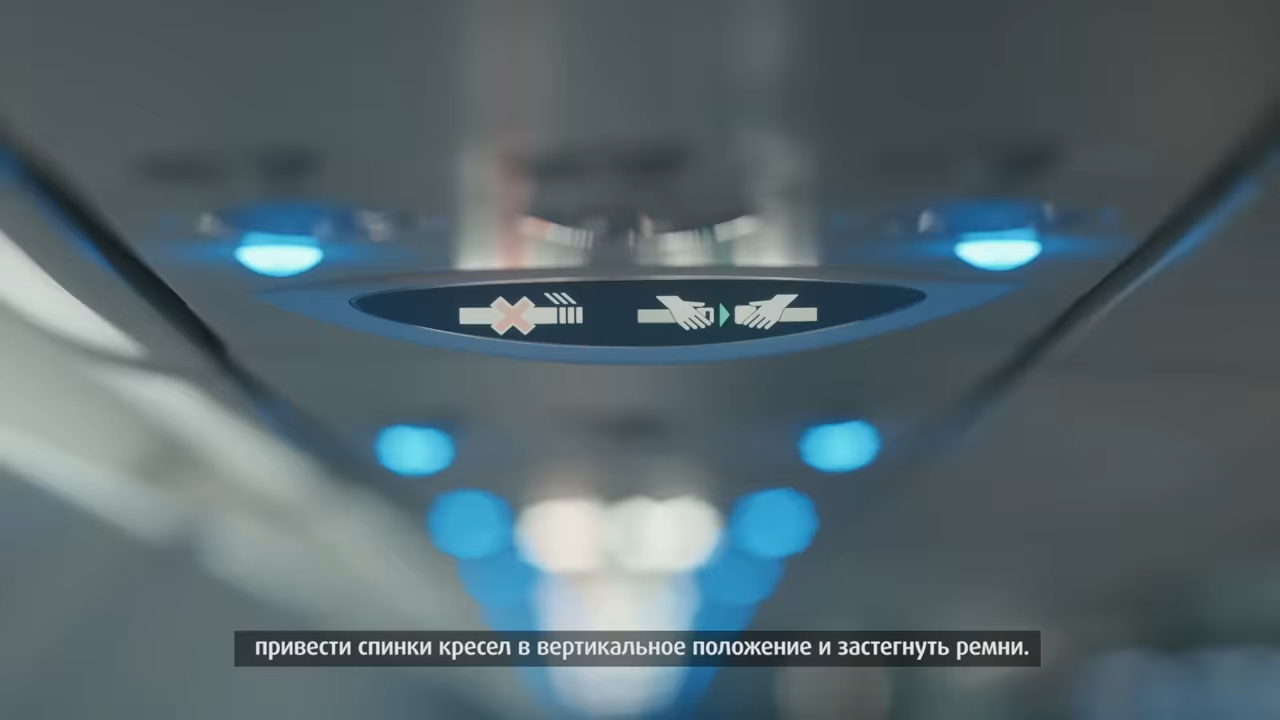 привести спинки кресел в вертикальное положение и застегнуть ремни.